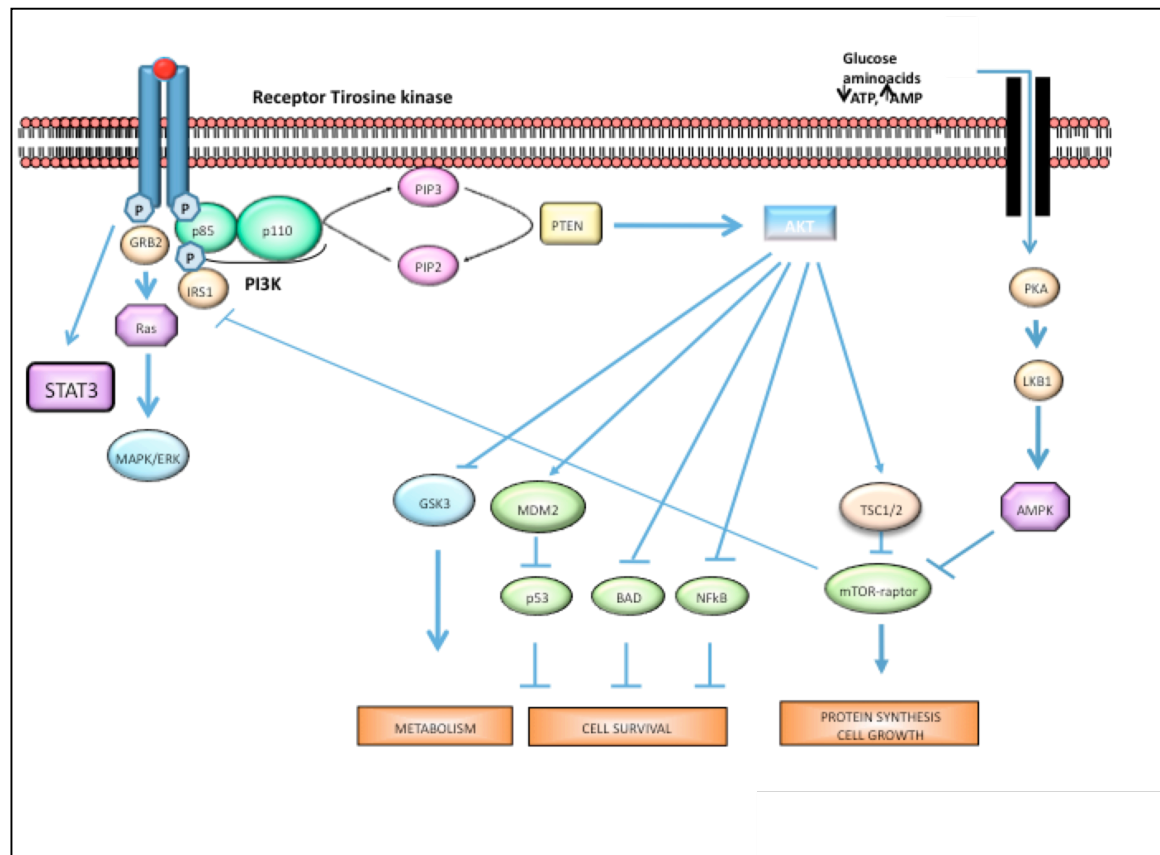 Glucose
aminoacids
ATP, AMP
Receptor Tirosine kinase
PIP3
P
P
p85
p110
PTEN
AKT
GRB2
P
PIP2
PI3K
IRS1
PKA
Ras
STAT3
LKB1
MAPK/ERK
GSK3
MDM2
TSC1/2
AMPK
p53
BAD
NFkB
mTOR-raptor
METABOLISM
CELL SURVIVAL
PROTEIN SYNTHESIS
CELL GROWTH